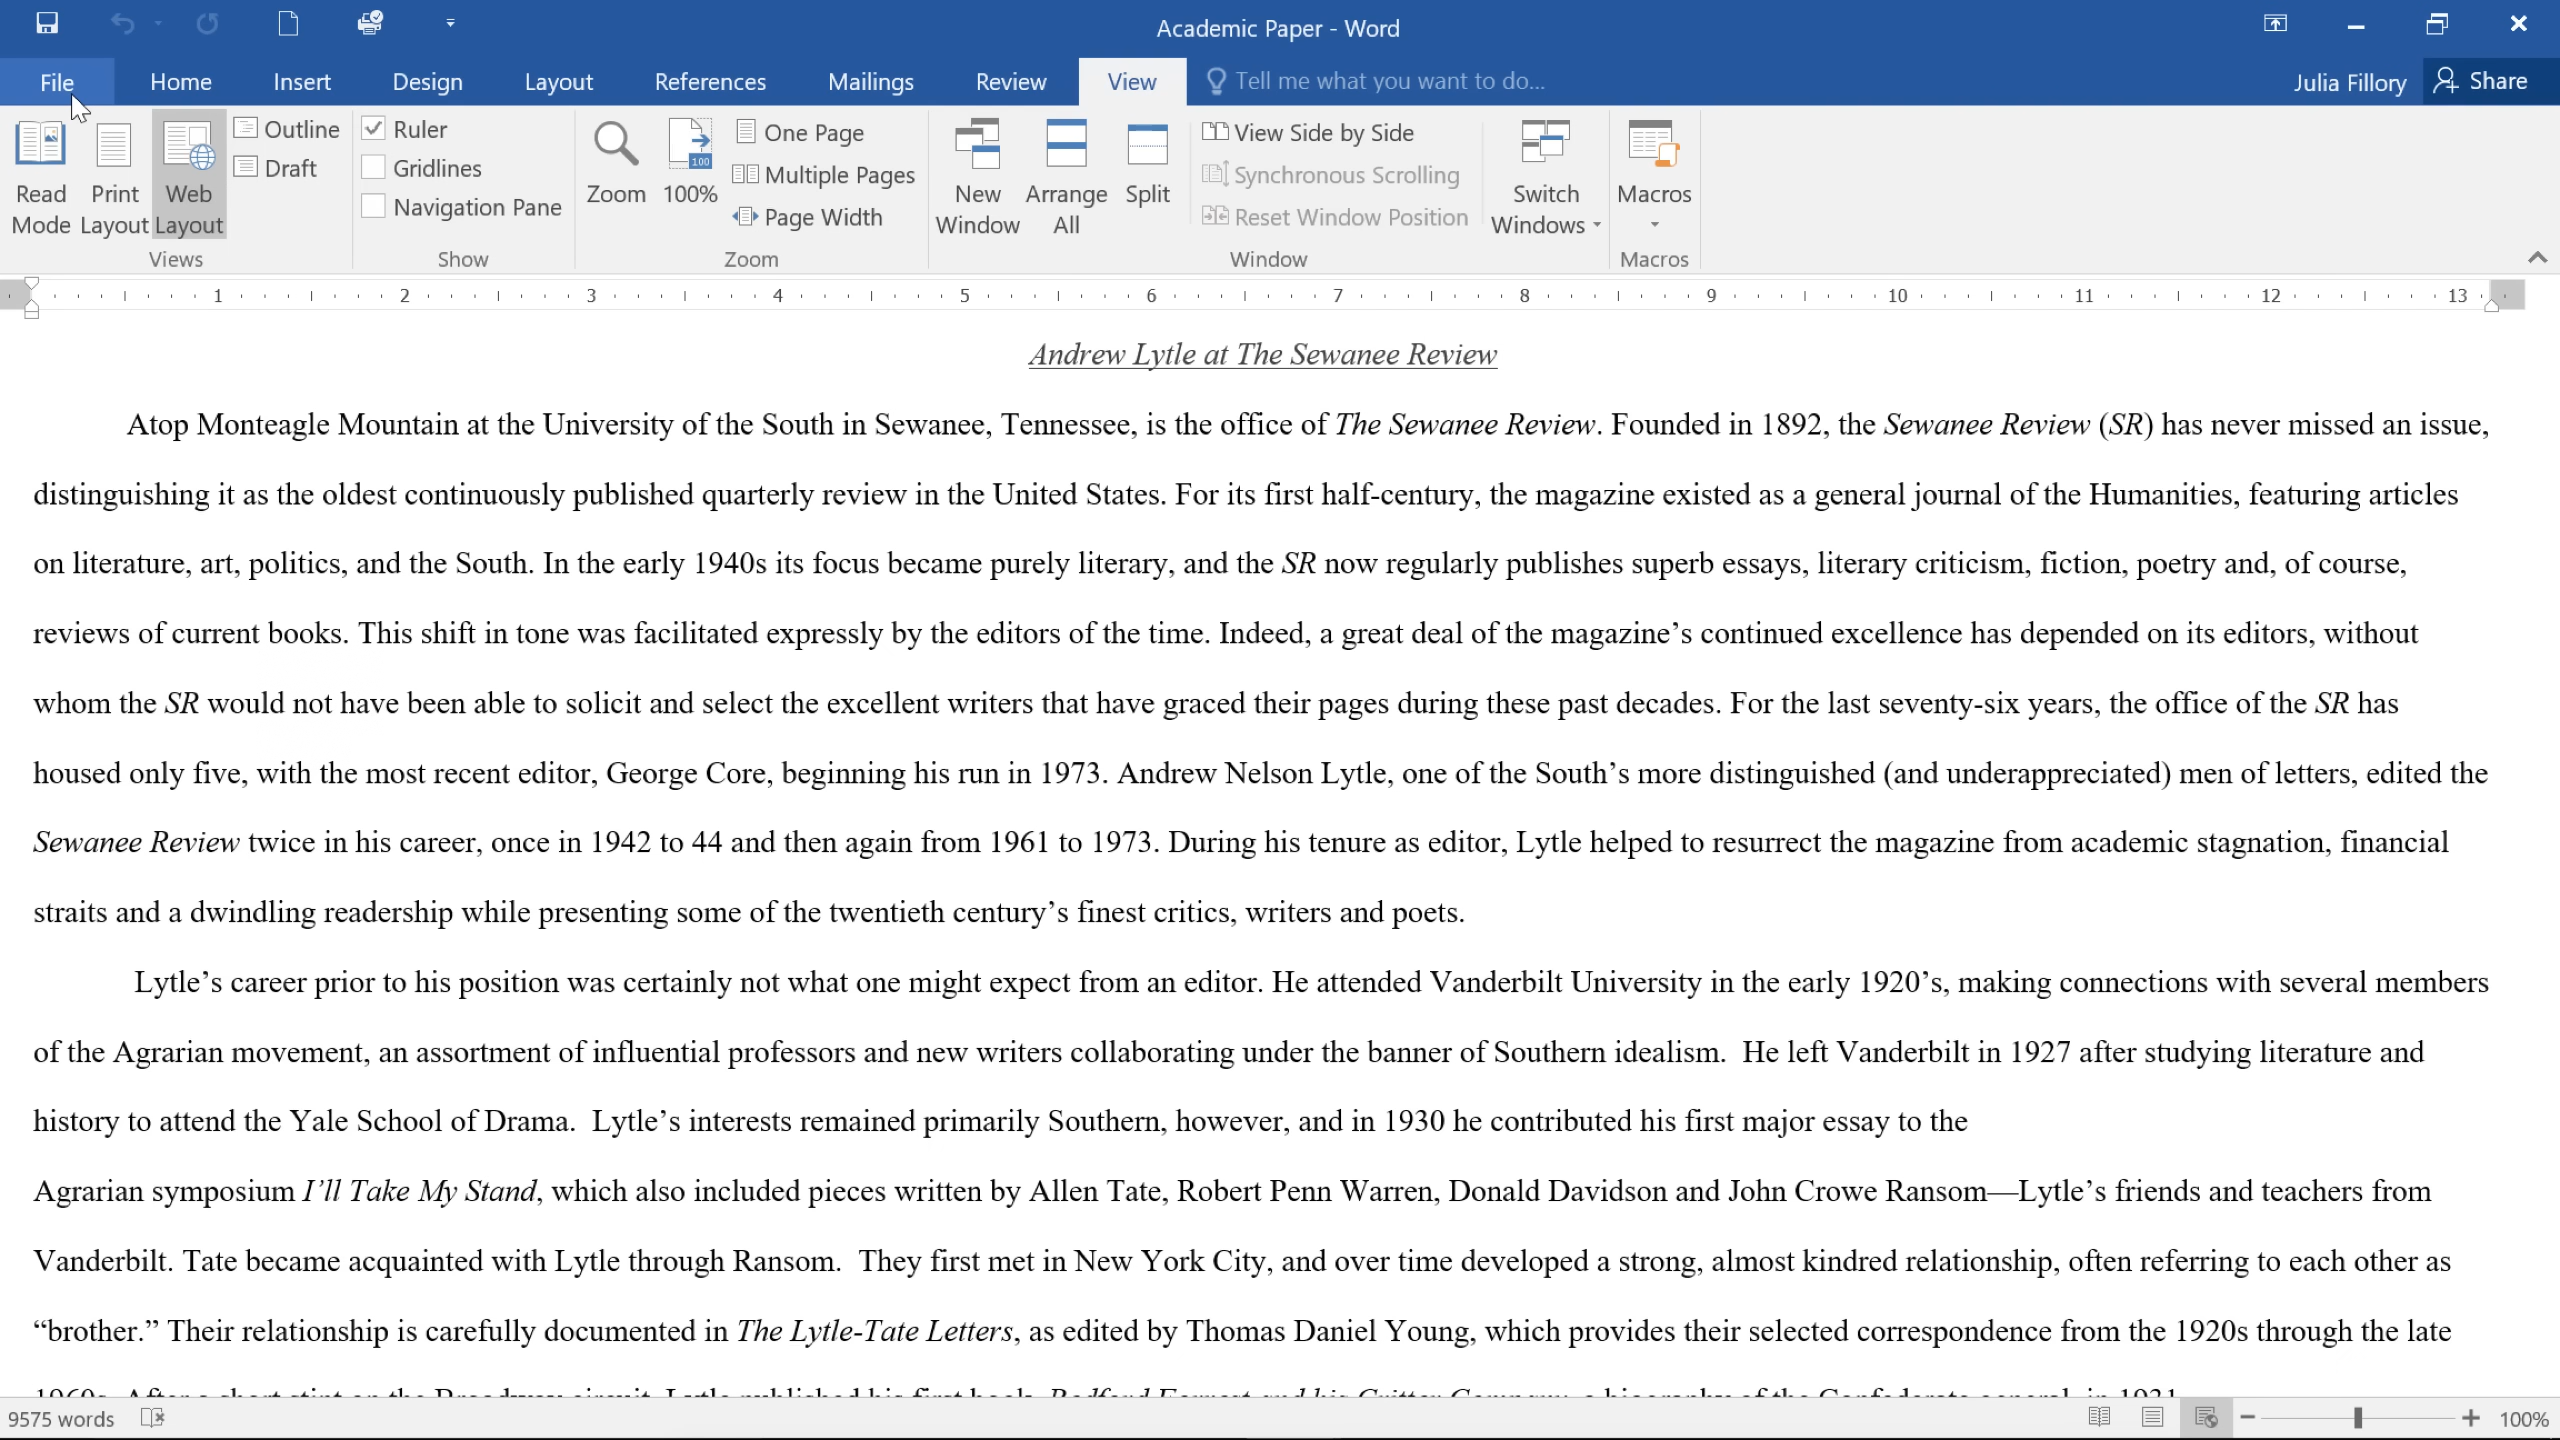 Academic Paper - Word
File Home Insert Design Layout References Mailings Review View Tell me what you want to do... Julia Fillory Share
Read Mode
Print Layout
Web Layout
Outline
Draft
Views
Ruler
Gridlines
Navigation Pane
Show
Zoom
100
100%
One Page
Multiple Pages
Page Width
Zoom
New Window
Arrange All
Split
View Side by Side
Synchronous Scrolling
Reset Window Position
Window
Switch Windows
Macros
Macros
1 2 3 4 5 6 7 8 9 10 11 12 13
Andrew Lytle at The Sewanee Review
Atop Monteagle Mountain at the University of the South in Sewanee, Tennessee, is the office of The Sewanee Review. Founded in 1892, the Sewanee Review (SR) has never missed an issue,
distinguishing it as the oldest continuously published quarterly review in the United States. For its first half-century, the magazine existed as a general journal of the Humanities, featuring articles
on literature, art, politics, and the South. In the early 1940s its focus became purely literary, and the SR now regularly publishes superb essays, literary criticism, fiction, poetry and, of course,
reviews of current books. This shift in tone was facilitated expressly by the editors of the time. Indeed, a great deal of the magazine’s continued excellence has depended on its editors, without
whom the SR would not have been able to solicit and select the excellent writers that have graced their pages during these past decades. For the last seventy-six years, the office of the SR has
housed only five, with the most recent editor, George Core, beginning his run in 1973. Andrew Nelson Lytle, one of the South’s more distinguished (and underappreciated) men of letters, edited the
Sewanee Review twice in his career, once in 1942 to 44 and then again from 1961 to 1973. During his tenure as editor, Lytle helped to resurrect the magazine from academic stagnation, financial
straits and a dwindling readership while presenting some of the twentieth century’s finest critics, writers and poets.
Lytle’s career prior to his position was certainly not what one might expect from an editor. He attended Vanderbilt University in the early 1920’s, making connections with several members
of the Agrarian movement, an assortment of influential professors and new writers collaborating under the banner of Southern idealism.  He left Vanderbilt in 1927 after studying literature and
history to attend the Yale School of Drama.  Lytle’s interests remained primarily Southern, however, and in 1930 he contributed his first major essay to the
Agrarian symposium I’ll Take My Stand, which also included pieces written by Allen Tate, Robert Penn Warren, Donald Davidson and John Crowe Ransom—Lytle’s friends and teachers from
Vanderbilt. Tate became acquainted with Lytle through Ransom.  They first met in New York City, and over time developed a strong, almost kindred relationship, often referring to each other as
“brother.” Their relationship is carefully documented in The Lytle-Tate Letters, as edited by Thomas Daniel Young, which provides their selected correspondence from the 1920s through the late
9575 words
100%